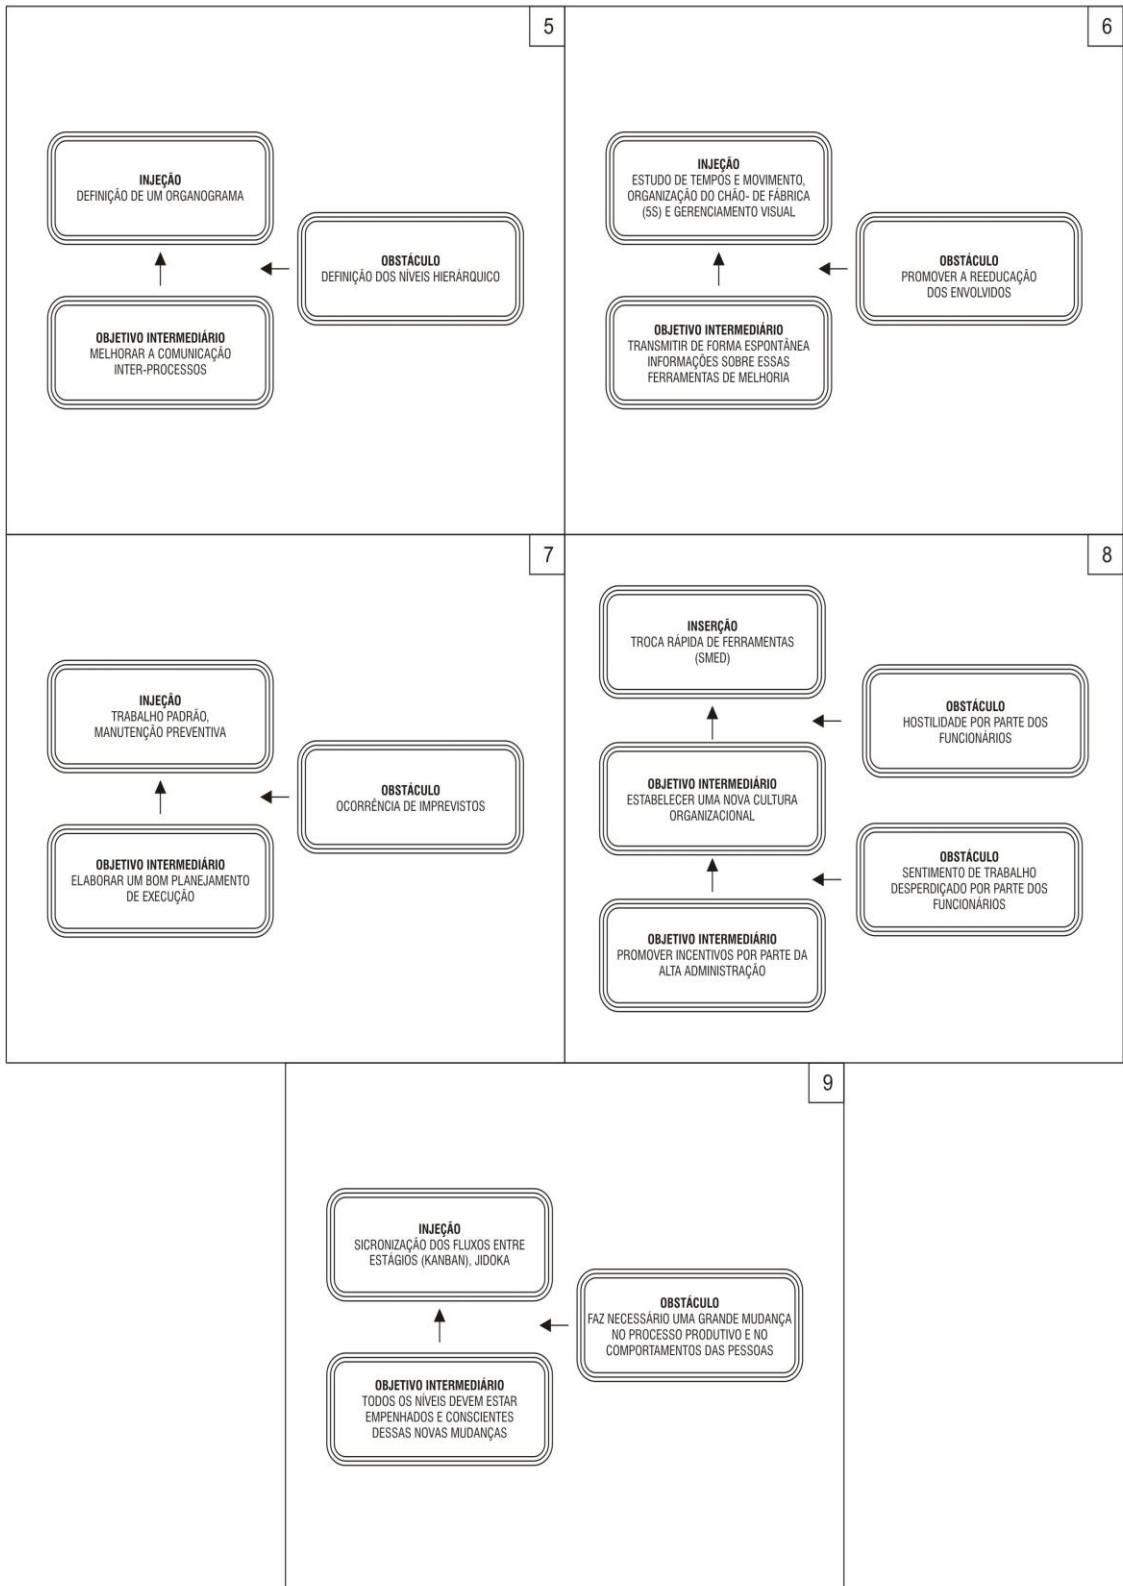 5
INJEÇÃO
DEFINIÇÃO DE UM ORGANOGRAMA
OBSTÁCULO
DEFINIÇÃO DOS NÍVEIS HIERÁRQUICO
OBJETIVO INTERMEDIÁRIO
MELHORAR A COMUNICAÇÃO
INTER-PROCESSOS
6
INJEÇÃO
ESTUDO DE TEMPOS E MOVIMENTO,
ORGANIZAÇÃO DO CHÃO- DE FÁBRICA
(5S) E GERENCIAMENTO VISUAL
OBSTÁCULO
PROMOVER A REEDUCAÇÃO
DOS ENVOLVIDOS
OBJETIVO INTERMEDIÁRIO
TRANSMITIR DE FORMA ESPONTÂNEA
INFORMAÇÕES SOBRE ESSAS
FERRAMENTAS DE MELHORIA
7
INJEÇÃO
TRABALHO PADRÃO,
MANUTENÇÃO PREVENTIVA
OBSTÁCULO
OCORRÊNCIA DE IMPREVISTOS
OBJETIVO INTERMEDIÁRIO
ELABORAR UM BOM PLANEJAMENTO
DE EXECUÇÃO
8
INSERÇÃO
TROCA RÁPIDA DE FERRAMENTAS
(SMED)
OBSTÁCULO
HOSTILIDADE POR PARTE DOS
FUNCIONÁRIOS
OBJETIVO INTERMEDIÁRIO
ESTABELECER UMA NOVA CULTURA
ORGANIZACIONAL
OBSTÁCULO
SENTIMENTO DE TRABALHO
DESPERDIÇADO POR PARTE DOS
FUNCIONÁRIOS
OBJETIVO INTERMEDIÁRIO
PROMOVER INCENTIVOS POR PARTE DA
ALTA ADMINISTRAÇÃO
9
INJEÇÃO
SICRONIZAÇÃO DOS FLUXOS ENTRE
ESTÁGIOS (KANBAN), JIDOKA
OBSTÁCULO
FAZ NECESSÁRIO UMA GRANDE MUDANÇA
NO PROCESSO PRODUTIVO E NO
COMPORTAMENTOS DAS PESSOAS
OBJETIVO INTERMEDIÁRIO
TODOS OS NÍVEIS DEVEM ESTAR
EMPENHADOS E CONSCIENTES
DESSAS NOVAS MUDANÇAS